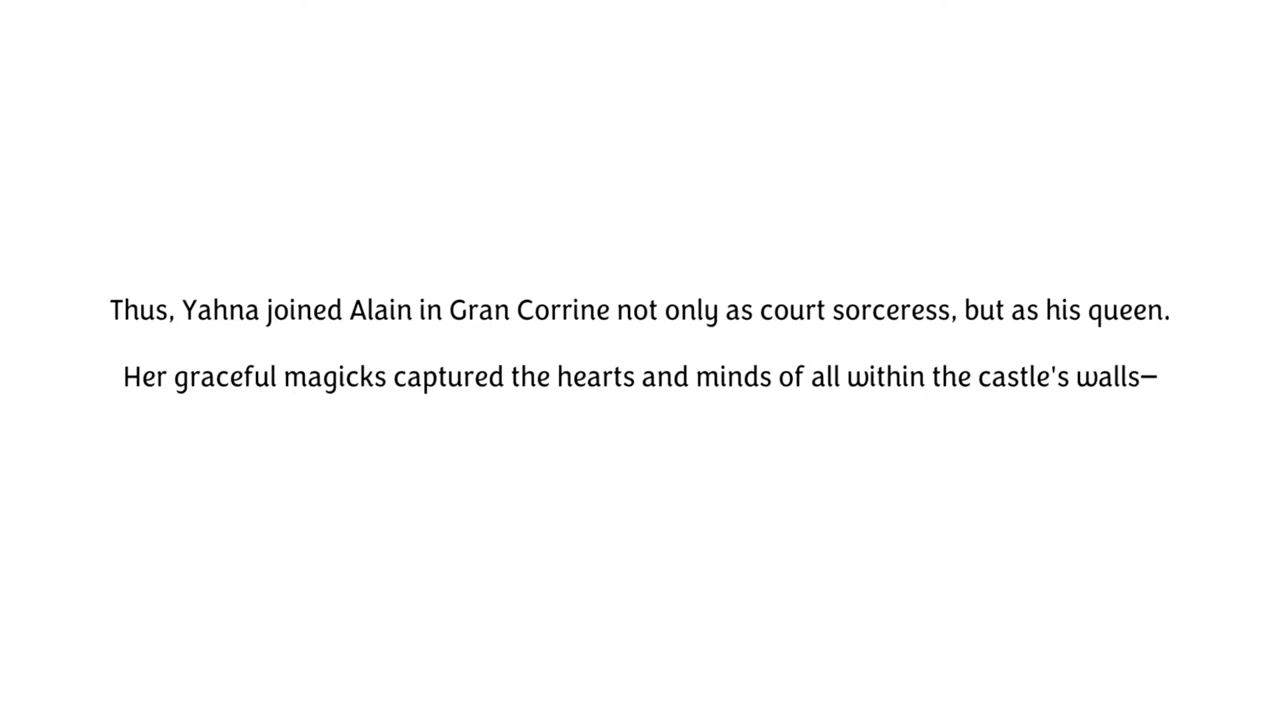 Thus, Yahna joined Alain in Gran Corrine not only as court sorceress, but as his queen.
Her graceful magicks captured the hearts and minds of all within the castle's walls—